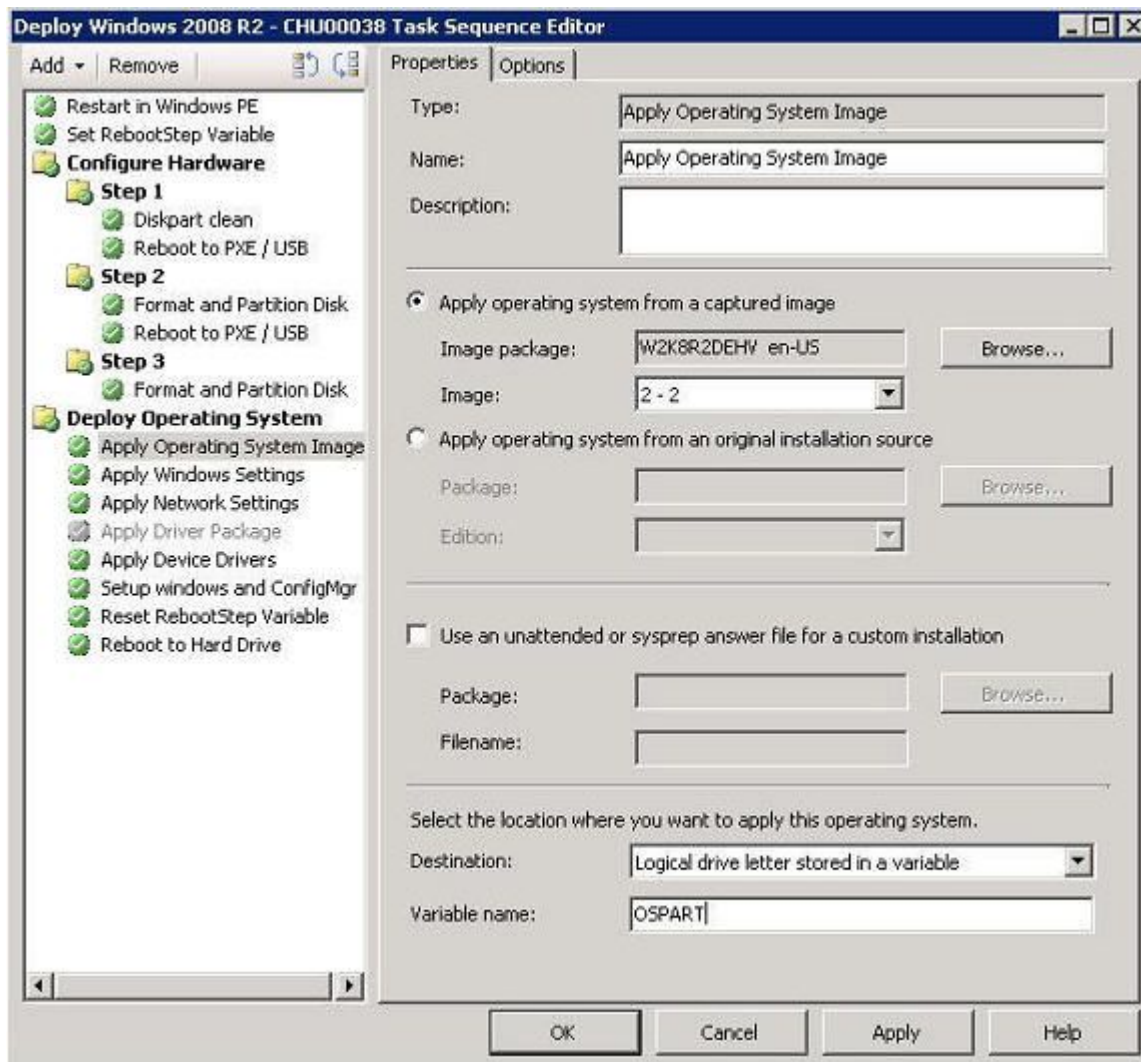 Deploy Windows 2008 R2 - CHU00038 Task Sequence Editor
Add Remove
Restart in Windows PE
Set RebootStep Variable
Configure Hardware
Step 1
Diskpart clean
Reboot to PXE / USB
Step 2
Format and Partition Disk
Reboot to PXE / USB
Step 3
Format and Partition Disk
Deploy Operating System
Apply Operating System Image
Apply Windows Settings
Apply Network Settings
Apply Driver Package
Apply Device Drivers
Setup windows and ConfigMgr
Reset RebootStep Variable
Reboot to Hard Drive
Properties Options
Type: Apply Operating System Image
Name: Apply Operating System Image
Description:
Apply operating system from a captured image
Image package: W2K8R2DEHV en-US Browse...
Image: 2 - 2
Apply operating system from an original installation source
Package: Browse...
Edition:
Use an unattended or sysprep answer file for a custom installation
Package: Browse...
Filename:
Select the location where you want to apply this operating system.
Destination: Logical drive letter stored in a variable
Variable name: OSPART
OK Cancel Apply Help